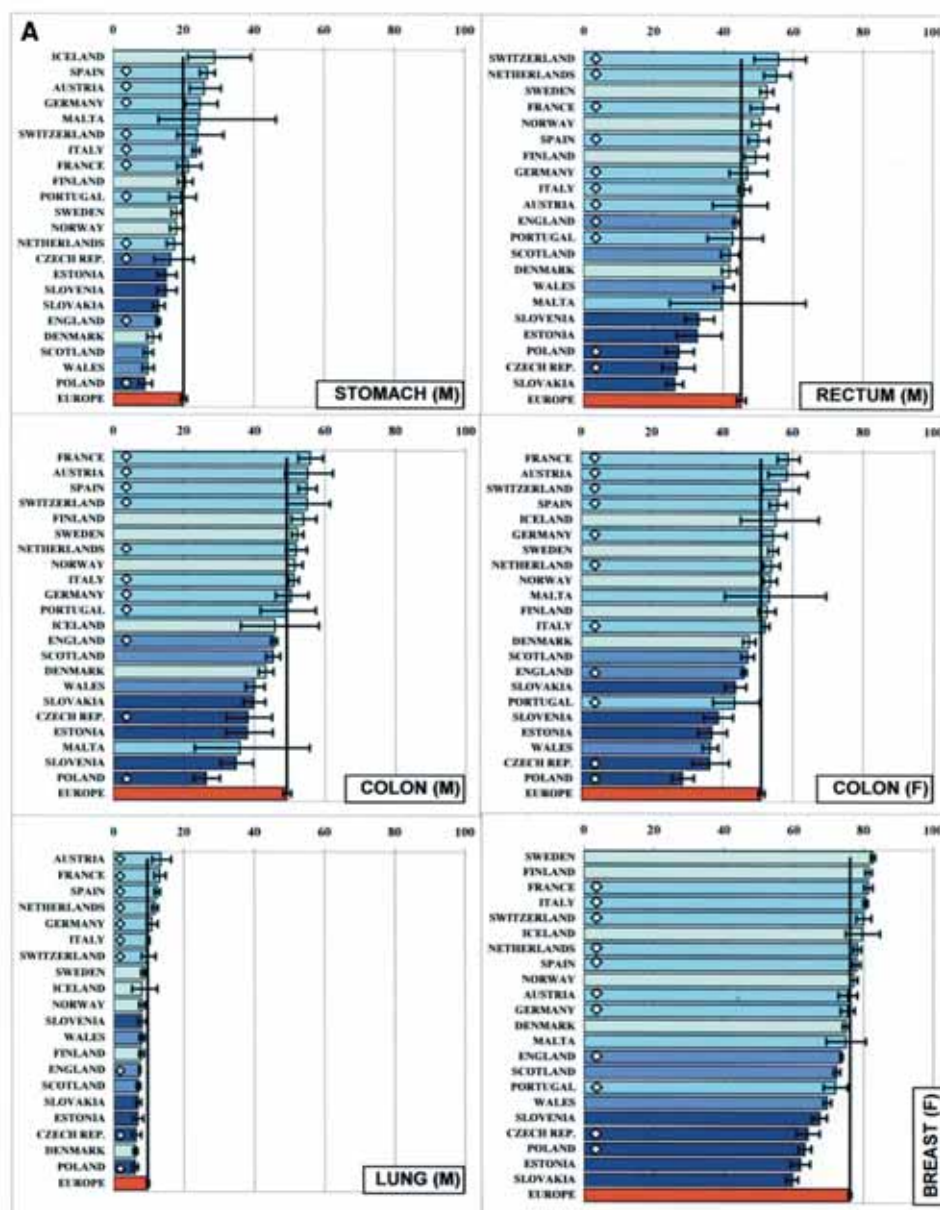 A
0 20 40 60 80 100
ICELAND
SPAIN
AUSTRIA
GERMANY
MALTA
SWITZERLAND
ITALY
FRANCE
FINLAND
PORTUGAL
SWEDEN
NORWAY
NETHERLANDS
CZECH REP.
ESTONIA
SLOVENIA
SLOVAKIA
ENGLAND
DENMARK
SCOTLAND
WALES
POLAND
EUROPE
STOMACH (M)
0 20 40 60 80 100
SWITZERLAND
NETHERLANDS
SWEDEN
FRANCE
NORWAY
SPAIN
FINLAND
GERMANY
ITALY
AUSTRIA
ENGLAND
PORTUGAL
SCOTLAND
DENMARK
WALES
MALTA
SLOVENIA
ESTONIA
POLAND
CZECH REP.
SLOVAKIA
EUROPE
RECTUM (M)
0 20 40 60 80 100
FRANCE
AUSTRIA
SPAIN
SWITZERLAND
FINLAND
SWEDEN
NETHERLANDS
NORWAY
ITALY
GERMANY
PORTUGAL
ICELAND
ENGLAND
SCOTLAND
DENMARK
WALES
SLOVAKIA
CZECH REP.
ESTONIA
MALTA
SLOVENIA
POLAND
EUROPE
COLON (M)
0 20 40 60 80 100
FRANCE
AUSTRIA
SWITZERLAND
SPAIN
ICELAND
GERMANY
SWEDEN
NETHERLAND
NORWAY
MALTA
FINLAND
ITALY
DENMARK
SCOTLAND
ENGLAND
SLOVAKIA
PORTUGAL
SLOVENIA
ESTONIA
WALES
CZECH REP.
POLAND
EUROPE
COLON (F)
0 20 40 60 80 100
AUSTRIA
FRANCE
SPAIN
NETHERLANDS
GERMANY
ITALY
SWITZERLAND
SWEDEN
ICELAND
NORWAY
SLOVENIA
WALES
FINLAND
ENGLAND
SCOTLAND
SLOVAKIA
ESTONIA
CZECH REP.
DENMARK
POLAND
EUROPE
LUNG (M)
0 20 40 60 80 100
SWEDEN
FINLAND
FRANCE
ITALY
SWITZERLAND
ICELAND
NETHERLANDS
SPAIN
NORWAY
AUSTRIA
GERMANY
DENMARK
MALTA
ENGLAND
SCOTLAND
PORTUGAL
WALES
SLOVENIA
CZECH REP.
POLAND
ESTONIA
SLOVAKIA
EUROPE
BREAST (F)